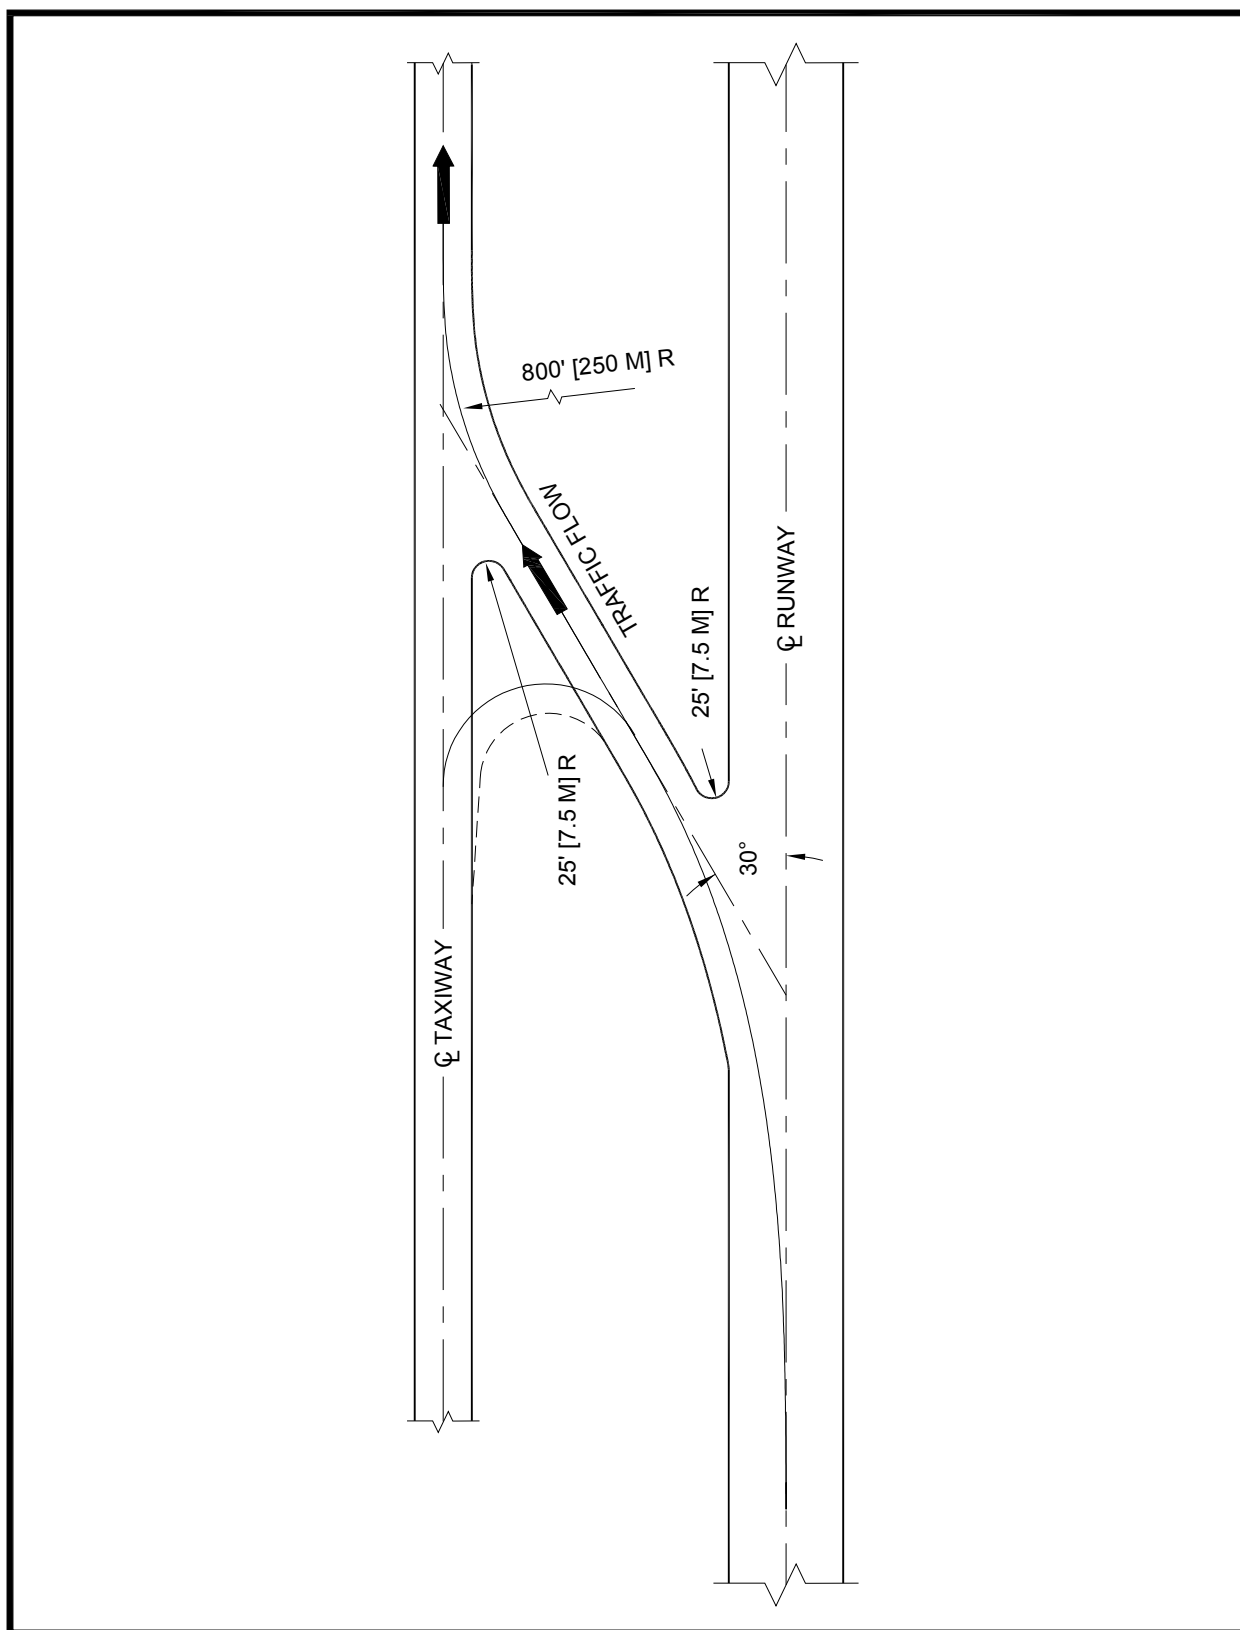 800' [250 M] R
TRAFFIC FLOW
℄ RUNWAY
25' [7.5 M] R
25' [7.5 M] R
30°
℄ TAXIWAY